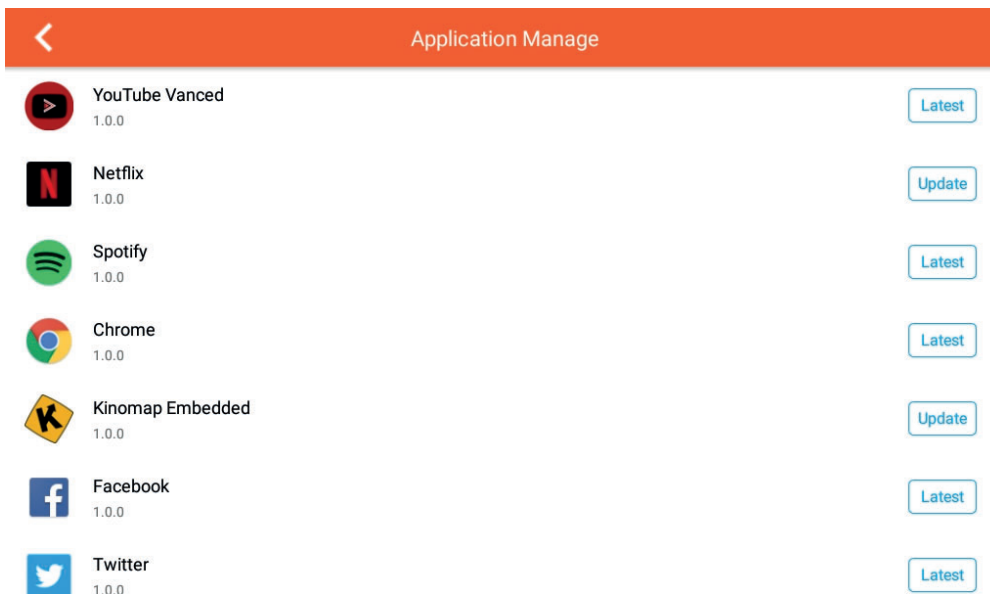 Application Manage
YouTube Vanced
1.0.0
Latest
Netflix
1.0.0
Update
Spotify
1.0.0
Latest
Chrome
1.0.0
Latest
Kinomap Embedded
1.0.0
Update
Facebook
1.0.0
Latest
Twitter
1.0.0
Latest